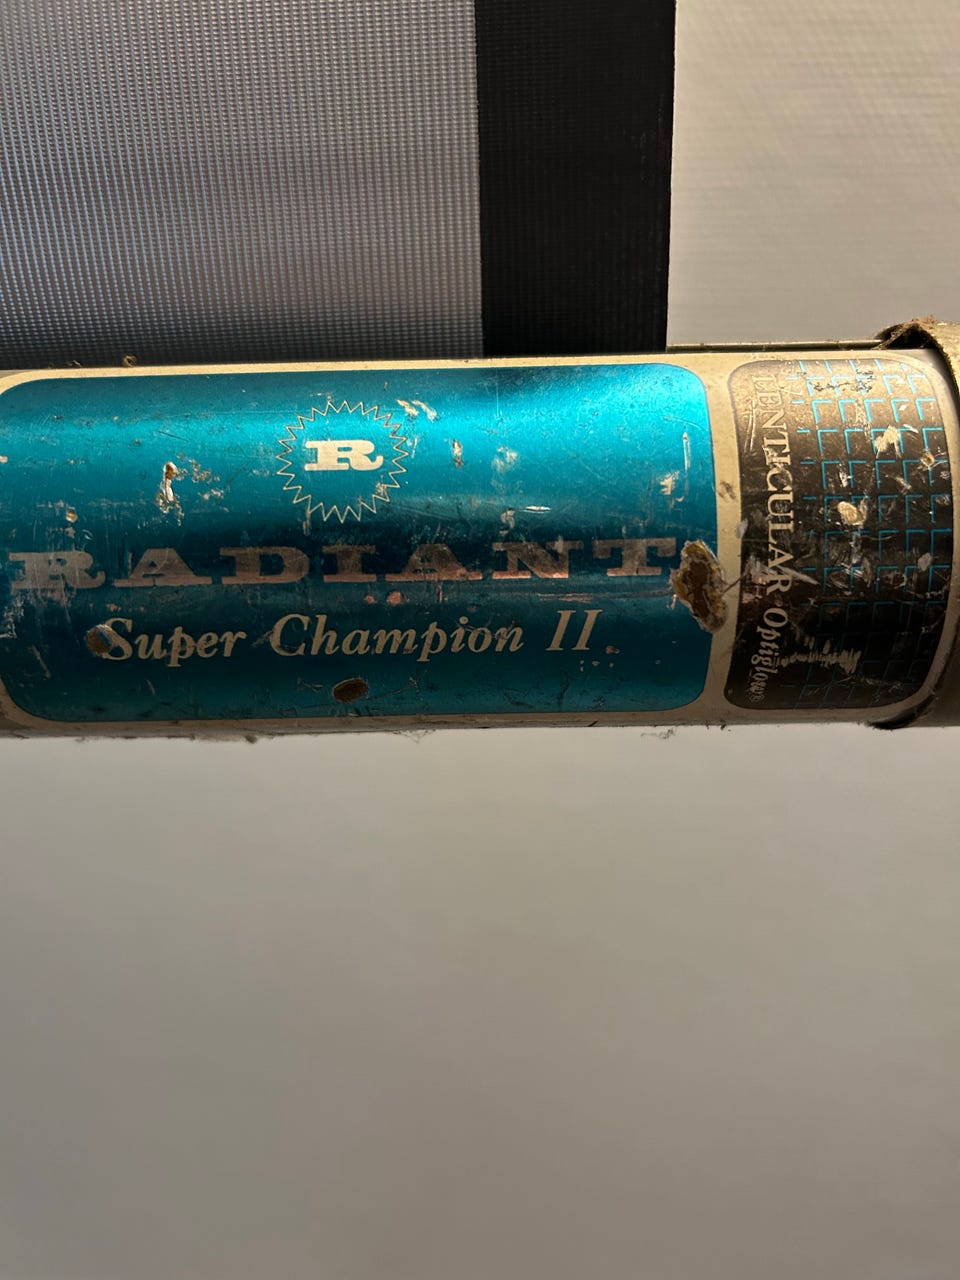 R
RADIANT
Super Champion II
LENTICULAR Optiglow®